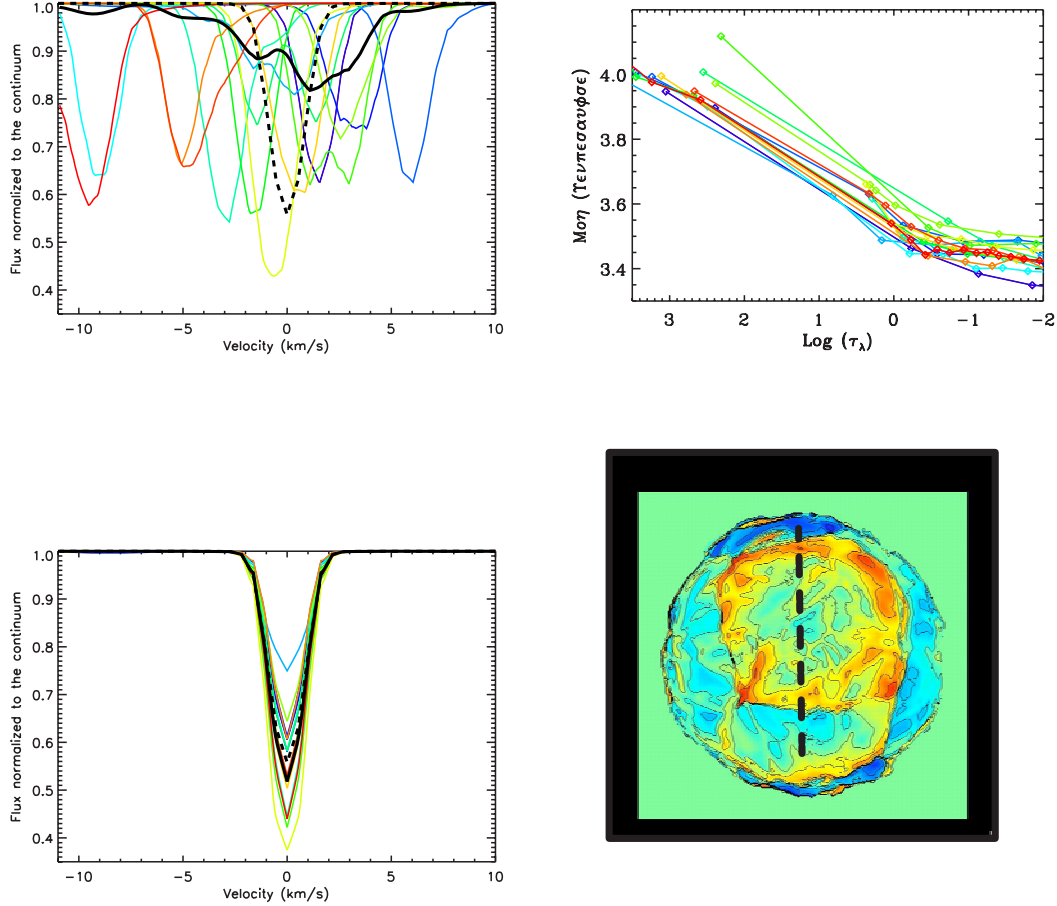 1.0
0.9
0.8
0.7
0.6
0.5
0.4
Flux normalized to the continuum
−10 −5 0 5 10
Velocity (km/s)
4.0
3.8
3.6
3.4
Μοη (Τενπεσαυφσε)
3 2 1 0 −1 −2
Log (τλ)
1.0
0.9
0.8
0.7
0.6
0.5
0.4
Flux normalized to the continuum
−10 −5 0 5 10
Velocity (km/s)